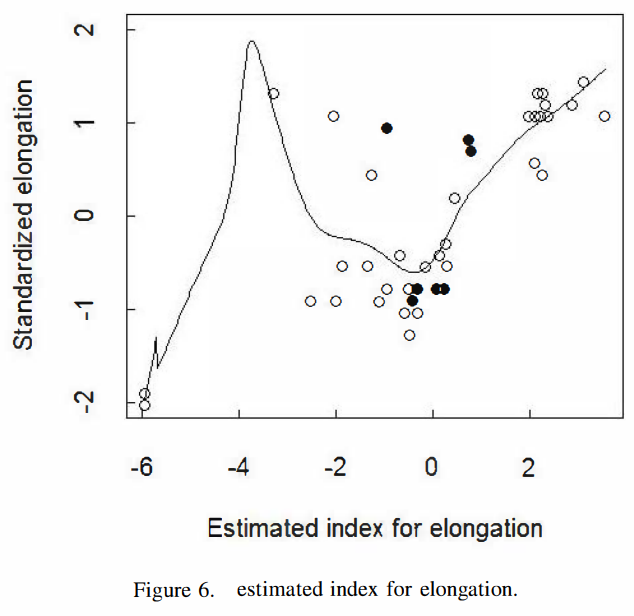 2
1
0
-1
-2
Standardized elongation
-6 -4 -2 0 2
Estimated index for elongation
Figure 6. estimated index for elongation.